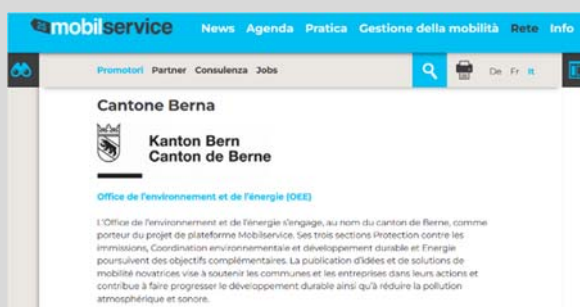 mobilservice News Agenda Pratica Gestione della mobilità Rete Info
Promotori Partner Consulenza Jobs De Fr It
Cantone Berna
Kanton Bern
Canton de Berne
Office de l'environnement et de l'énergie (OEE)
L'Office de l'environnement et de l'énergie s'engage, au nom du canton de Berne, comme
porteur du projet de plateforme Mobilservice. Ses trois sections Protection contre les
immissions, Coordination environnementale et développement durable et Energie
poursuivent des objectifs complémentaires. La publication d'idées et de solutions de
mobilité novatrices vise à soutenir les communes et les entreprises dans leurs actions et
contribue à faire progresser le développement durable ainsi qu'à réduire la pollution
atmosphérique et sonore.